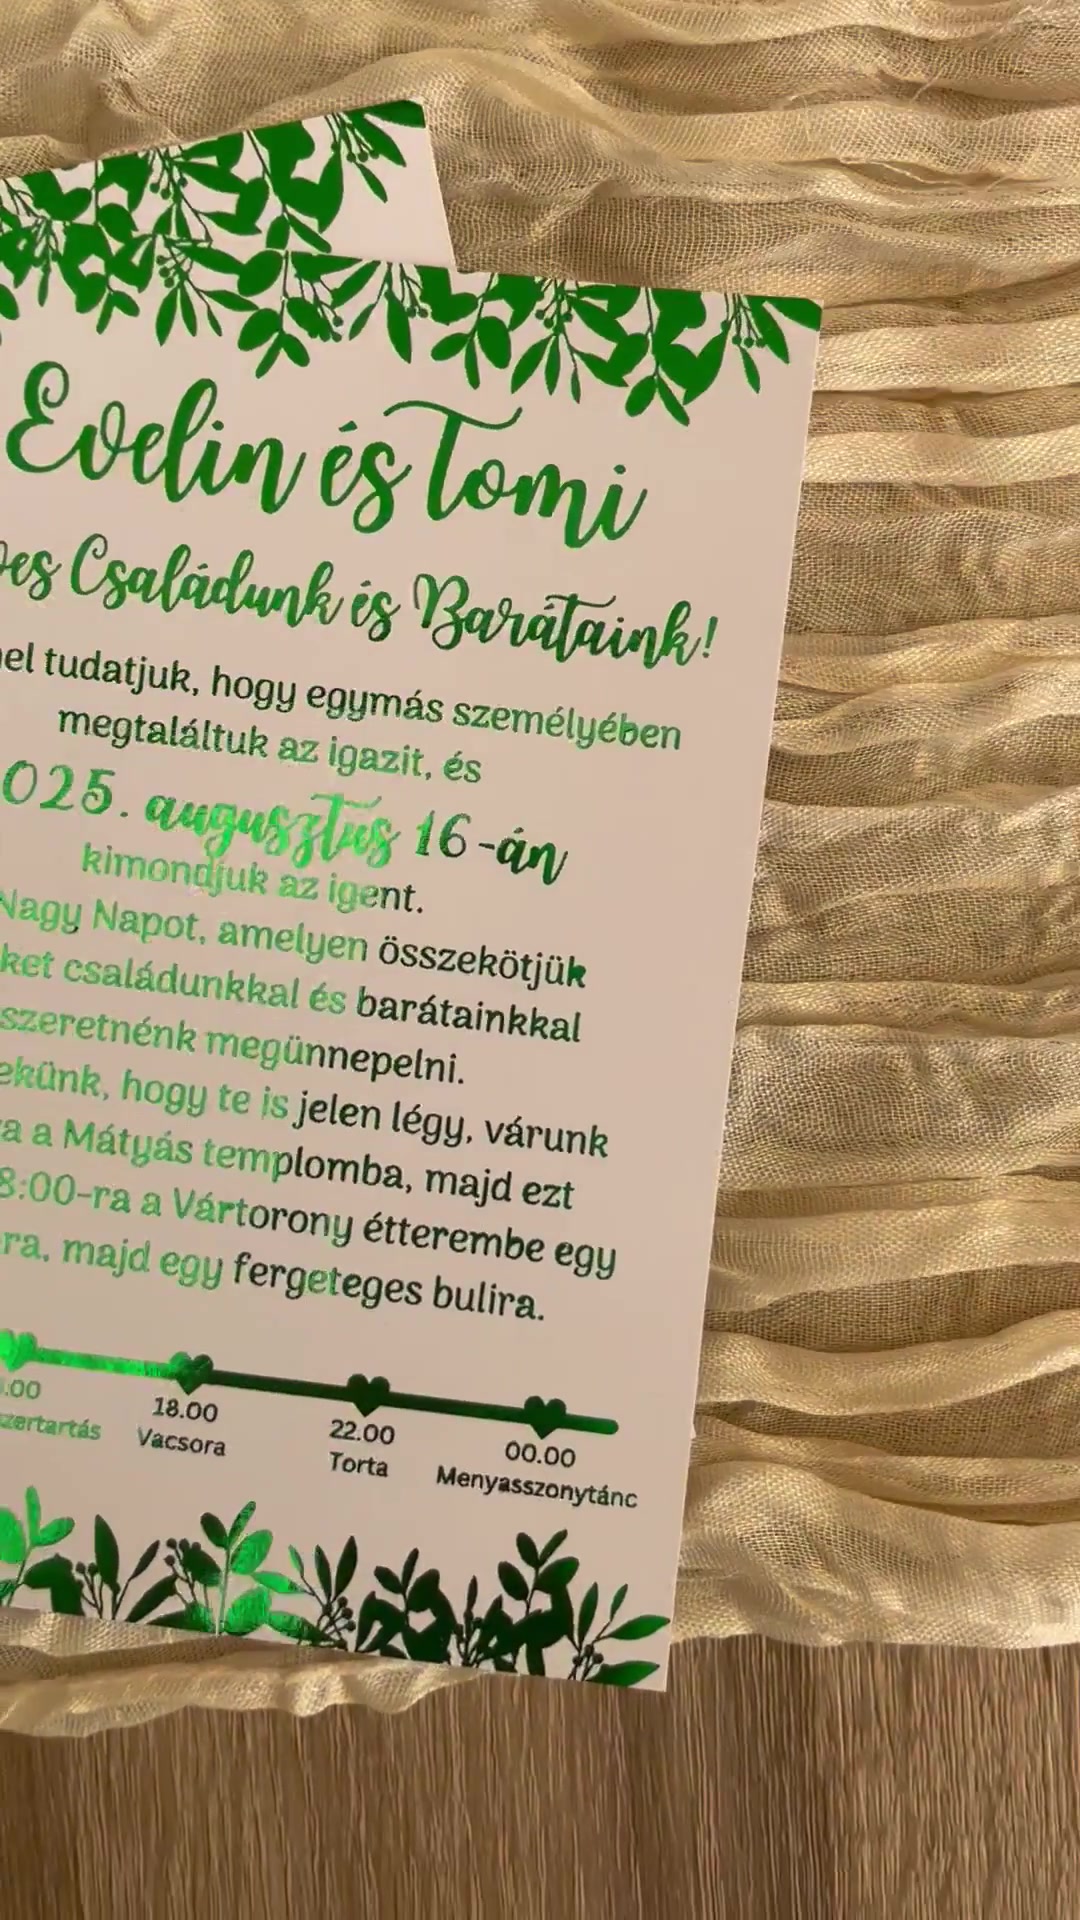 Evelin és Tomi
Családunk és Barátaink!
tudatjuk, hogy egymás személyében
megtaláltuk az igazit, és
025. augusztus 16-án
kimondjuk az igent.
Nagy Napot, amelyen összekötjük
családunkkal és barátainkkal
szeretnénk megünnepelni.
hogy te is jelen légy, várunk
a Mátyás templomba, majd ezt
8:00-ra a Vártorony étterembe egy
majd egy fergeteges bulira.
18.00
Vacsora
22.00
Torta
00.00
Menyasszonytánc